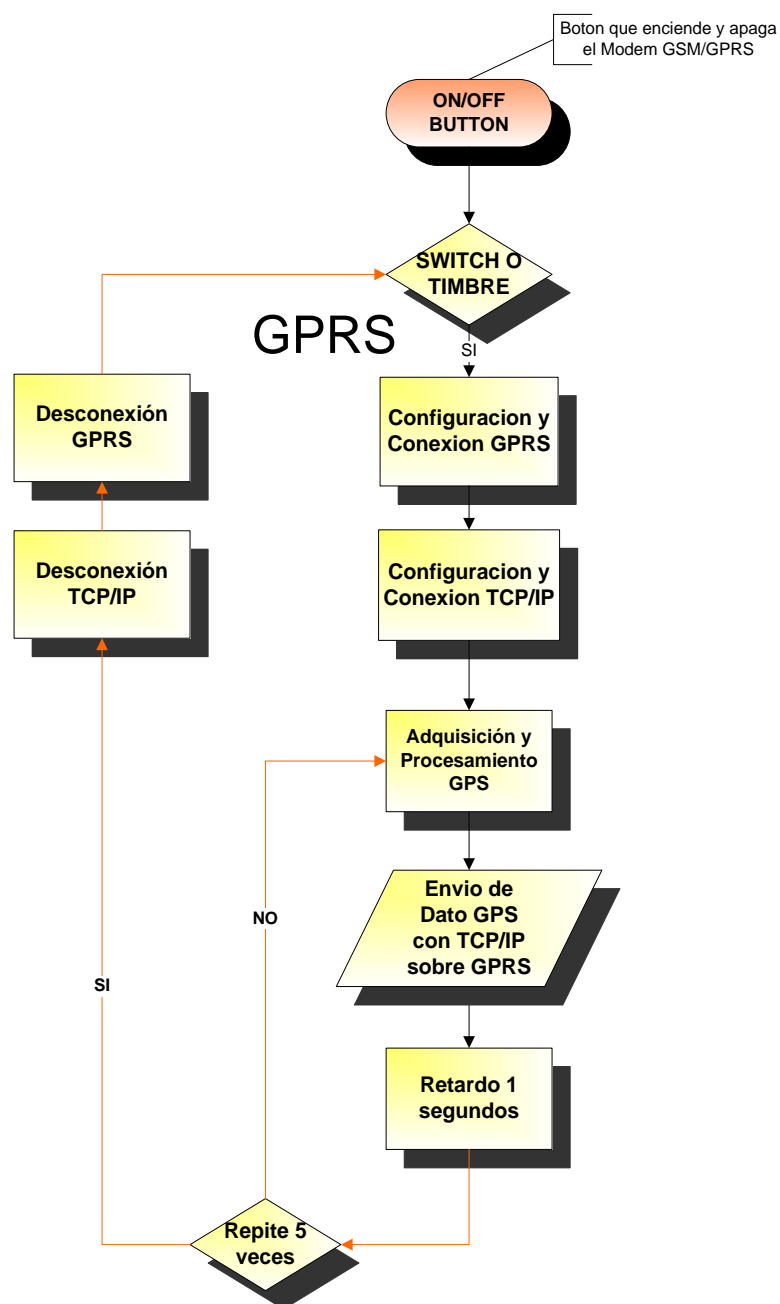 Boton que enciende y apaga
el Modem GSM/GPRS
ON/OFF
BUTTON
SWITCH O
TIMBRE
GPRS
SI
Desconexión
GPRS
Configuracion y
Conexion GPRS
Desconexión
TCP/IP
Configuracion y
Conexion TCP/IP
Adquisición y
Procesamiento
GPS
Envio de
Dato GPS
con TCP/IP
sobre GPRS
NO
SI
Retardo 1
segundos
Repite 5
veces